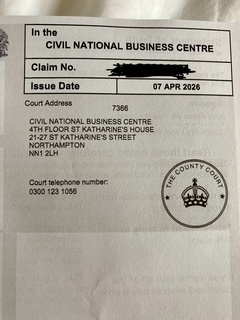 In the
CIVIL NATIONAL BUSINESS CENTRE
Claim No.
Issue Date 07 APR 2026
Court Address
7366
CIVIL NATIONAL BUSINESS CENTRE
4TH FLOOR ST KATHARINE'S HOUSE
21-27 ST KATHARINE'S STREET
NORTHAMPTON
NN1 2LH
Court telephone number:
0300 123 1056
THE COUNTY COURT